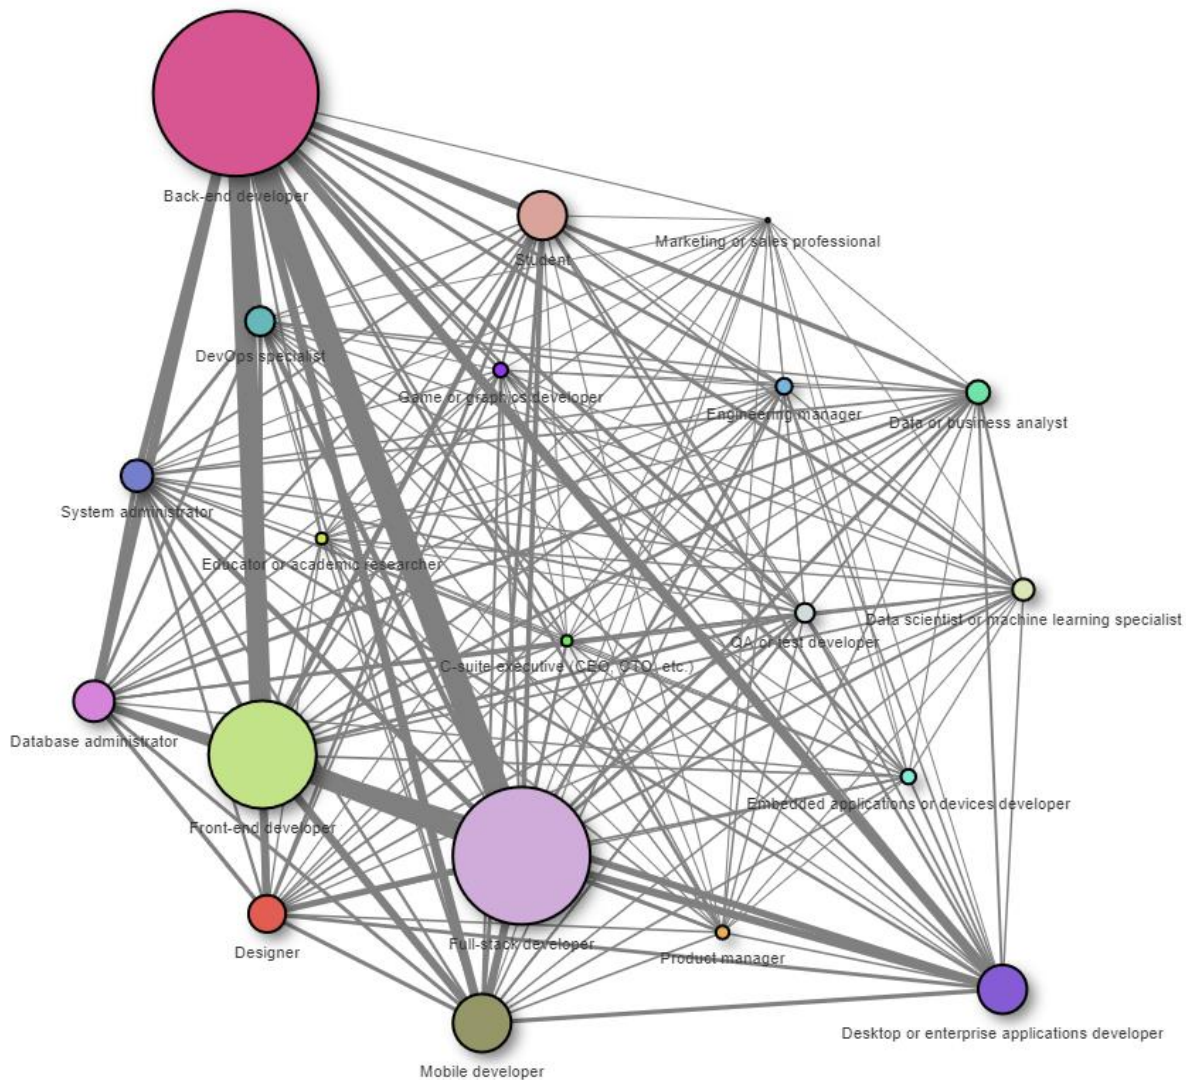 Back-end developer
Marketing or sales professional
Student
DevOps specialist
Game or graphics developer
Engineering manager
Data or business analyst
System administrator
Educator or academic researcher
Data scientist or machine learning specialist
QA or test developer
C-suite executive (CEO, CTO, etc.)
Database administrator
Embedded applications or devices developer
Front-end developer
Full-stack developer
Designer
Product manager
Desktop or enterprise applications developer
Mobile developer